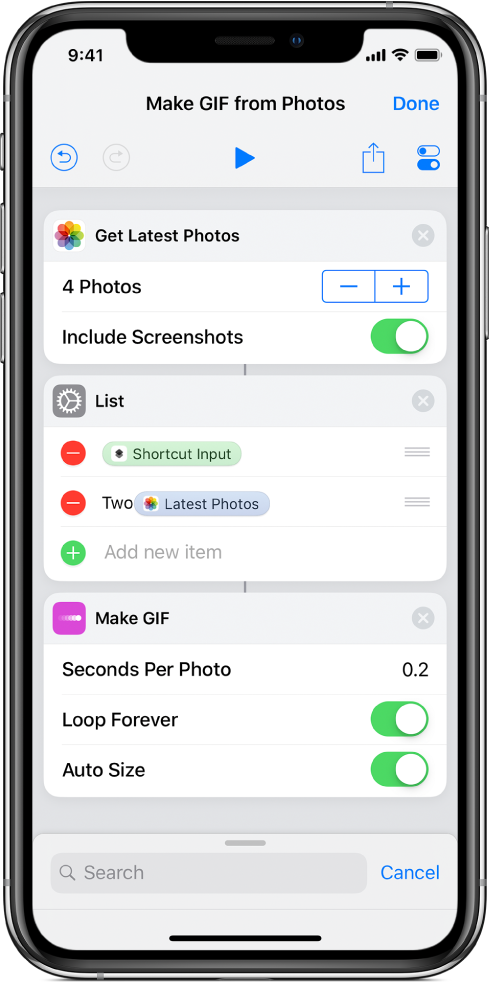 9:41
Make GIF from Photos Done
Get Latest Photos
4 Photos
Include Screenshots
List
Shortcut Input
Two Latest Photos
Add new item
Make GIF
Seconds Per Photo 0.2
Loop Forever
Auto Size
Search Cancel